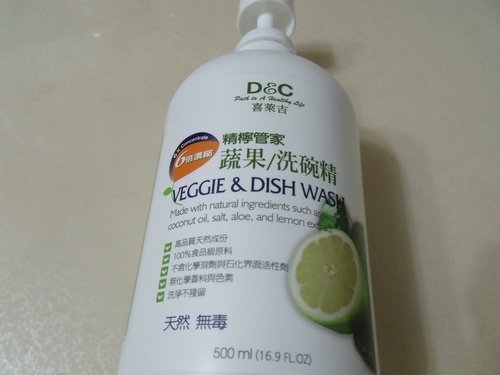 D&C
Path to A Healthy Life
喜萊吉
6X Concentrate
6倍濃縮
精檸管家
蔬果/洗碗精
VEGGIE & DISH WASH
Made with natural ingredients such as
coconut oil, salt, aloe, and lemon
高品質天然成份
100%食品級原料
不含化學溶劑與石化界面活性劑
無化學香料與色素
洗淨不殘留
天然 無毒
500 ml (16.9 FL.OZ)